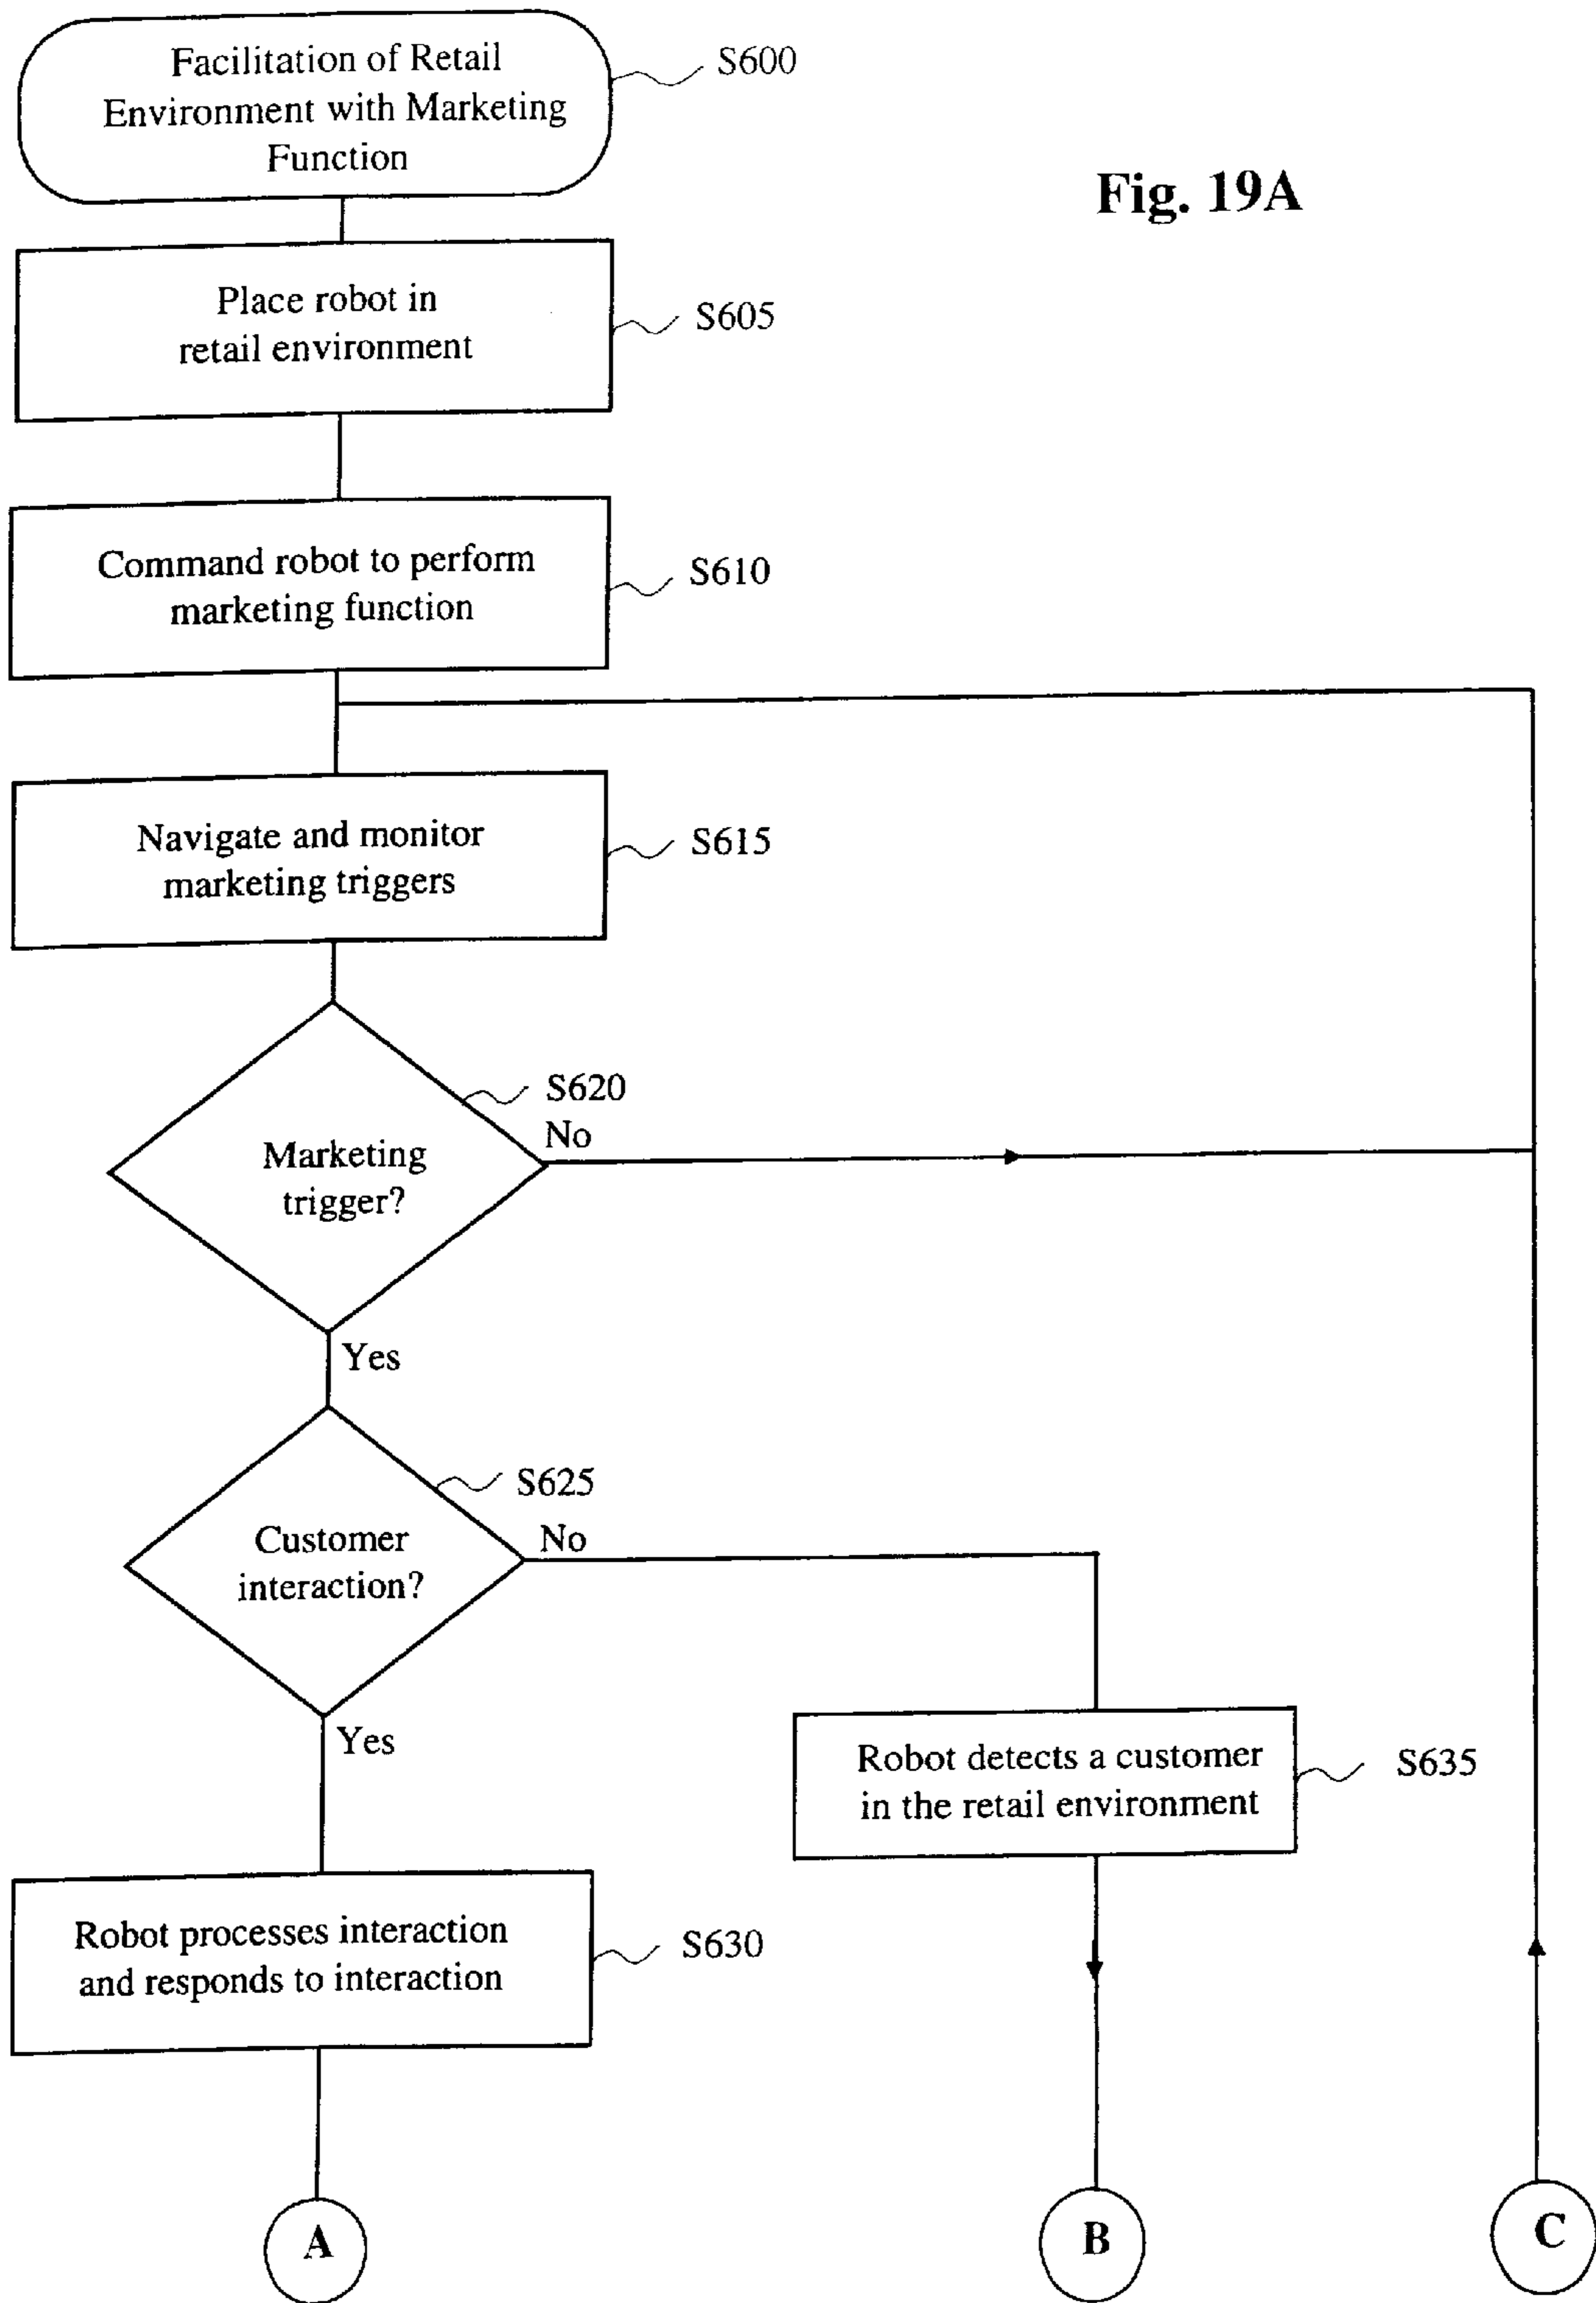 Facilitation of Retail
Environment with Marketing
Function
S600
Fig. 19A
Place robot in
retail environment
S605
Command robot to perform
marketing function
S610
Navigate and monitor
marketing triggers
S615
S620
No
Marketing
trigger?
Yes
S625
No
Customer
interaction?
Yes
Robot detects a customer
in the retail environment
S635
Robot processes interaction
and responds to interaction
S630
A
B
C